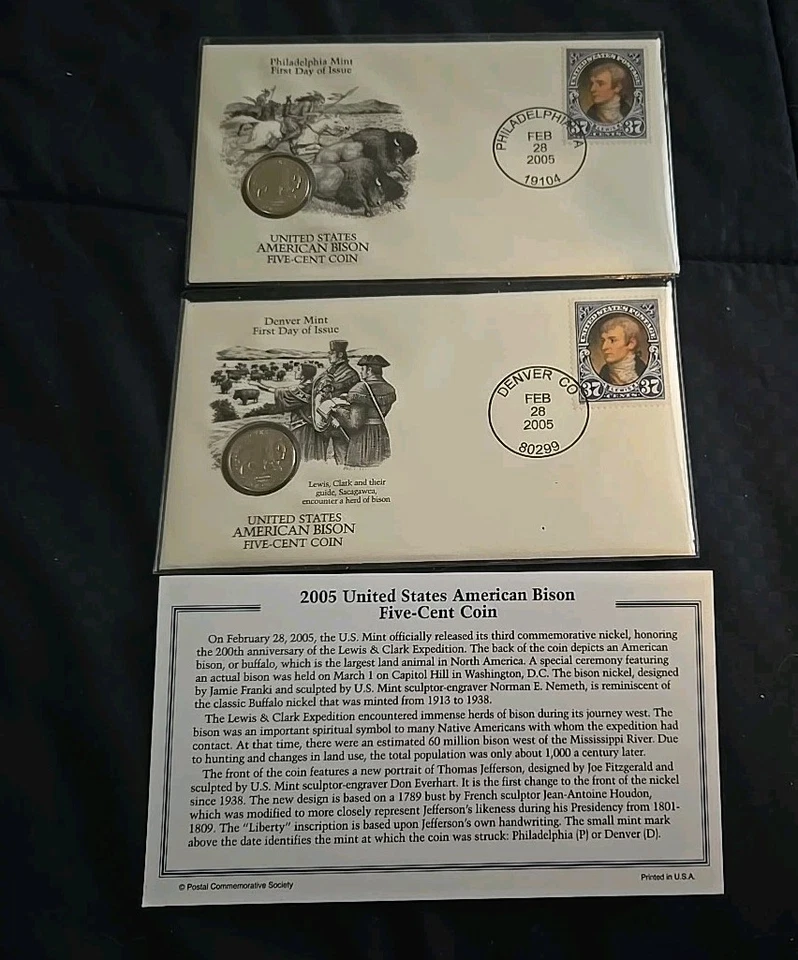 Philadelphia Mint
First Day of Issue
UNITED STATES POSTAGE
37 37
CENTS
PHILADELPHIA
FEB
28
2005
19104
UNITED STATES
AMERICAN BISON
FIVE-CENT COIN
Denver Mint
First Day of Issue
UNITED STATES POSTAGE
37 37
CENTS
DENVER CO
FEB
28
2005
80299
Lewis, Clark and their
guide, Sacagawea,
encounter a herd of bison
UNITED STATES
AMERICAN BISON
FIVE-CENT COIN
2005 United States American Bison
Five-Cent Coin
On February 28, 2005, the U.S. Mint officially released its third commemorative nickel, honoring
the 200th anniversary of the Lewis & Clark Expedition. The back of the coin depicts an American
bison, or buffalo, which is the largest land animal in North America. A special ceremony featuring
an actual bison was held on March 1 on Capitol Hill in Washington, D.C. The bison nickel, designed
by Jamie Franki and sculpted by U.S. Mint sculptor-engraver Norman E. Nemeth, is reminiscent of
the classic Buffalo nickel that was minted from 1913 to 1938.
The Lewis & Clark Expedition encountered immense herds of bison during its journey west. The
bison was an important spiritual symbol to many Native Americans with whom the expedition had
contact. At that time, there were an estimated 60 million bison west of the Mississippi River. Due
to hunting and changes in land use, the total population was only about 1,000 a century later.
The front of the coin features a new portrait of Thomas Jefferson, designed by Joe Fitzgerald and
sculpted by U.S. Mint sculptor-engraver Don Everhart. It is the first change to the front of the nickel
since 1938. The new design is based on a 1789 bust by French sculptor Jean-Antoine Houdon,
which was modified to more closely represent Jefferson's likeness during his Presidency from 1801-
1809. The "Liberty" inscription is based upon Jefferson's own handwriting. The small mint mark
above the date identifies the mint at which the coin was struck: Philadelphia (P) or Denver (D).
© Postal Commemorative Society
Printed in U.S.A.